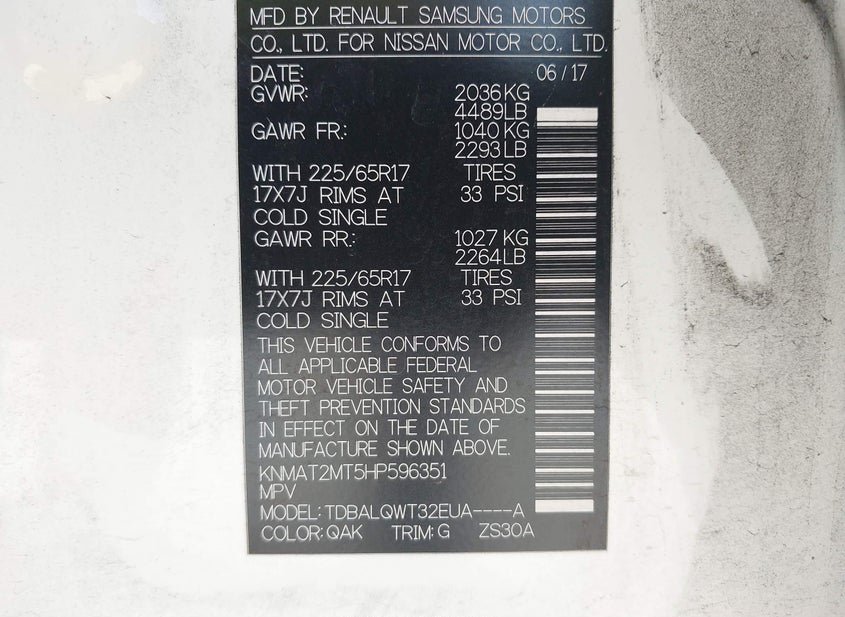 MFD BY RENAULT SAMSUNG MOTORS
CO., LTD. FOR NISSAN MOTOR CO., LTD.
DATE: 06/17
GVWR: 2036KG
4489LB
GAWR FR.: 1040KG
2293LB
WITH 225/65R17 TIRES
17X7J RIMS AT 33 PSI
COLD SINGLE
GAWR RR.: 1027KG
2264LB
WITH 225/65R17 TIRES
17X7J RIMS AT 33 PSI
COLD SINGLE
THIS VEHICLE CONFORMS TO
ALL APPLICABLE FEDERAL
MOTOR VEHICLE SAFETY AND
THEFT PREVENTION STANDARDS
IN EFFECT ON THE DATE OF
MANUFACTURE SHOWN ABOVE.
KNMAT2MT5HP596351
MPV
MODEL: TDBALQWT32EUA----A
COLOR: QAK TRIM: G ZS30A